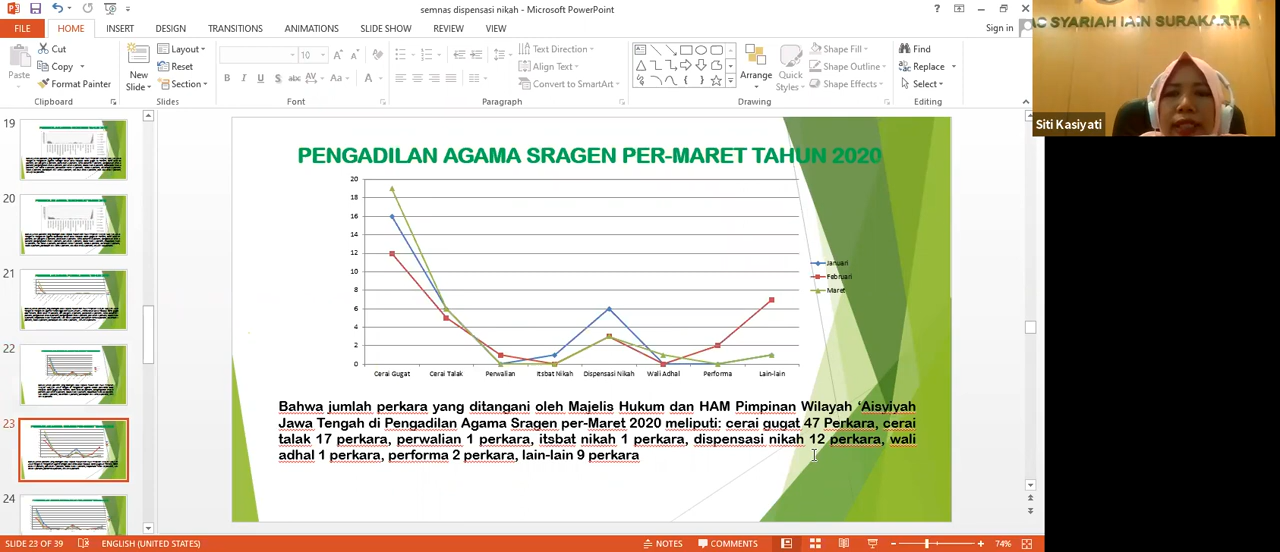 semnas dispensasi nikah - Microsoft PowerPoint
FILE HOME INSERT DESIGN TRANSITIONS ANIMATIONS SLIDE SHOW REVIEW VIEW Sign in
Cut
Copy
Format Painter
Paste
Clipboard
New Slide
Layout
Reset
Section
Slides
10
Font
Text Direction
Align Text
Convert to SmartArt
Paragraph
Arrange
Quick Styles
Shape Fill
Shape Outline
Shape Effects
Drawing
Find
Replace
Select
Editing
SYARIAH IAIN SURAKARTA
Siti Kasiyati
19
20
21
22
23
24
PENGADILAN AGAMA SRAGEN PER-MARET TAHUN 2020
20
18
16
14
12
10
8
6
4
2
0
Cerai Gugat Cerai Talak Perwalian Itsbat Nikah Dispensasi Nikah Wali Adhal Performa Lain-lain
Januari
Februari
Maret
Bahwa jumlah perkara yang ditangani oleh Majelis Hukum dan HAM Pimpinan Wilayah ‘Aisyiyah
Jawa Tengah di Pengadilan Agama Sragen per-Maret 2020 meliputi: cerai gugat 47 Perkara, cerai
talak 17 perkara, perwalian 1 perkara, itsbat nikah 1 perkara, dispensasi nikah 12 perkara, wali
adhal 1 perkara, performa 2 perkara, lain-lain 9 perkara
SLIDE 23 OF 39 ENGLISH (UNITED STATES) NOTES COMMENTS 74%